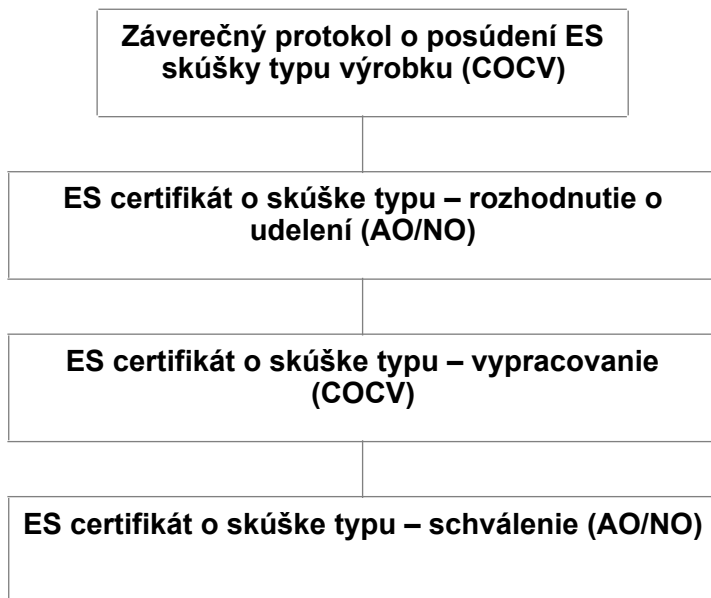 Záverečný protokol o posúdení ES
skúšky typu výrobku (COCV)
ES certifikát o skúške typu – rozhodnutie o
udelení (AO/NO)
ES certifikát o skúške typu – vypracovanie
(COCV)
ES certifikát o skúške typu – schválenie (AO/NO)